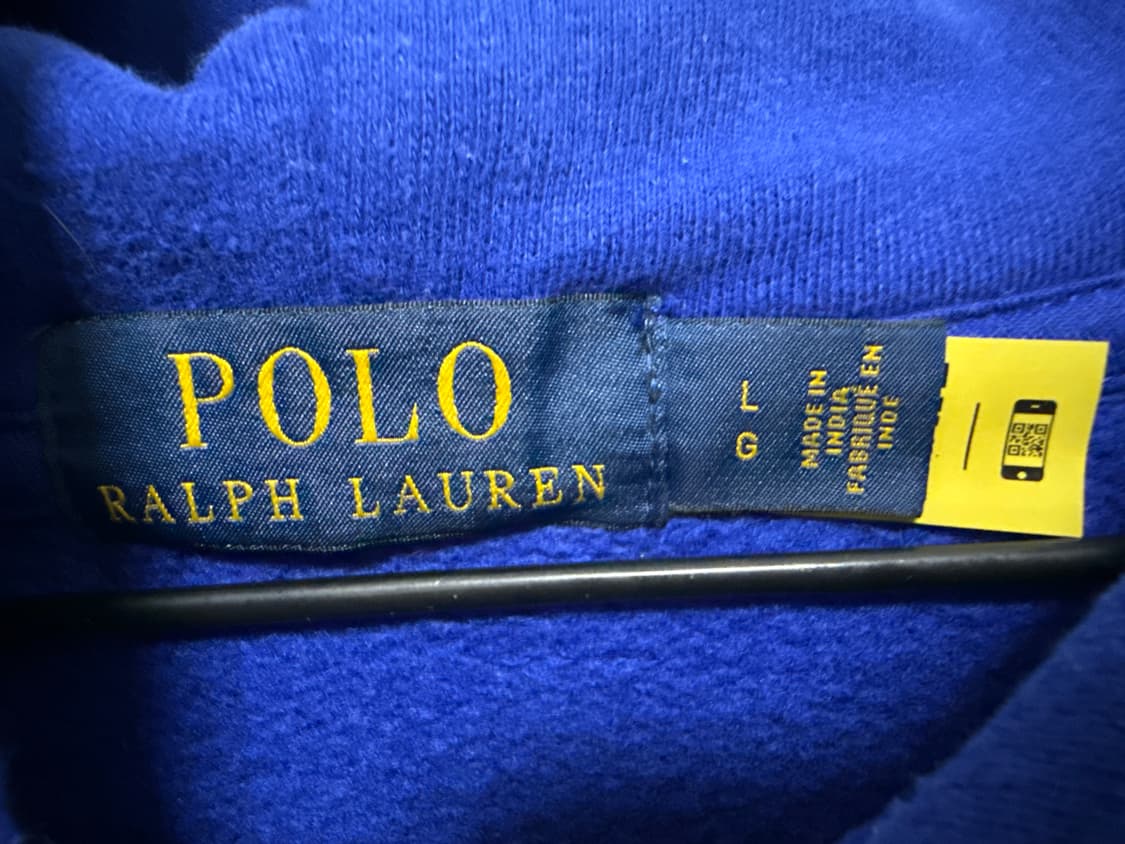 POLO
RALPH LAUREN
L
G
MADE IN
INDIA
FABRIQUÉ EN
INDE